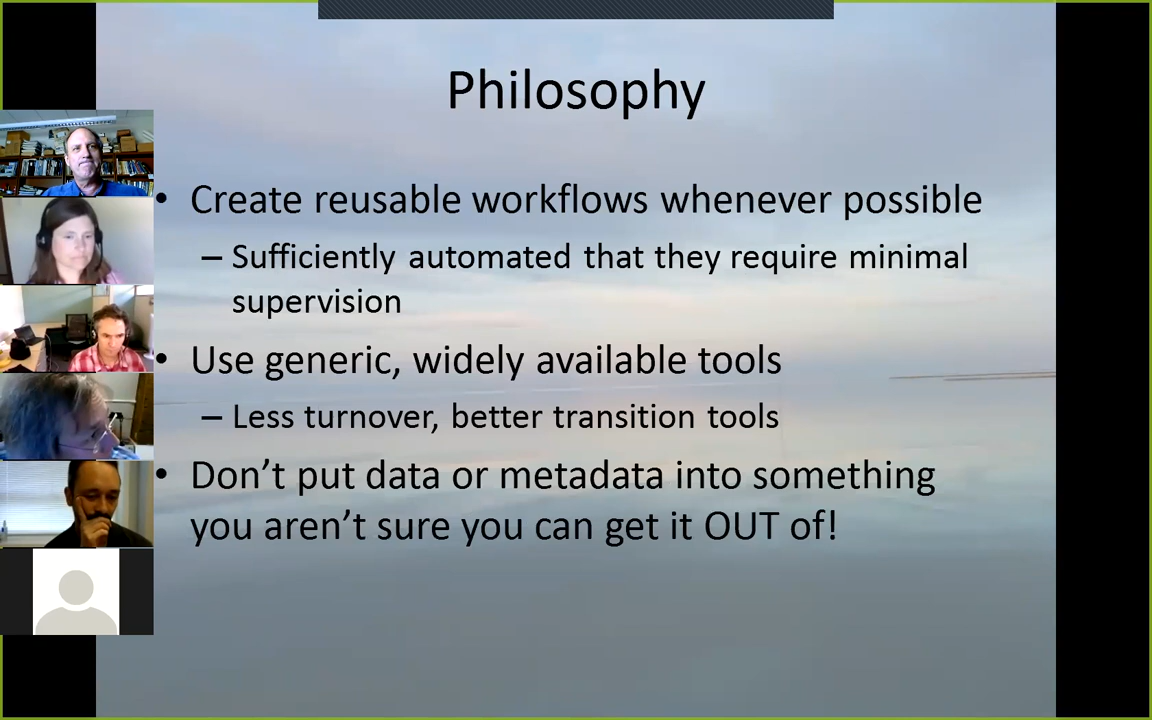 Philosophy
• Create reusable workflows whenever possible
– Sufficiently automated that they require minimal
supervision
• Use generic, widely available tools
– Less turnover, better transition tools
• Don’t put data or metadata into something
you aren’t sure you can get it OUT of!